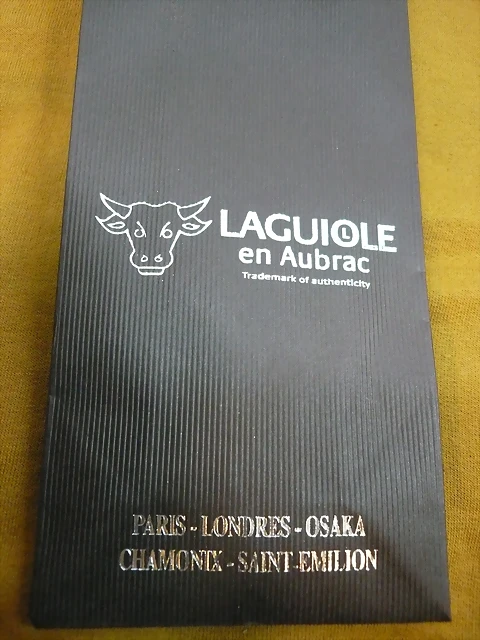 LAGUIOLE
en Aubrac
Trademark of authenticity
PARIS - LONDRES - OSAKA
CHAMONIX - SAINT-EMILION